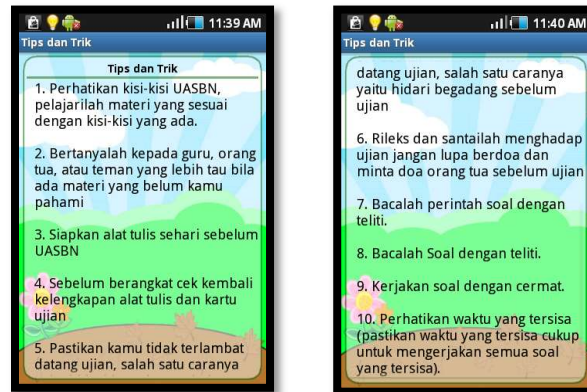 11:39 AM
Tips dan Trik
Tips dan Trik
1. Perhatikan kisi-kisi UASBN,
pelajarilah materi yang sesuai
dengan kisi-kisi yang ada.
2. Bertanyalah kepada guru, orang
tua, atau teman yang lebih tau bila
ada materi yang belum kamu
pahami
3. Siapkan alat tulis sehari sebelum
UASBN
4. Sebelum berangkat cek kembali
kelengkapan alat tulis dan kartu
ujian
5. Pastikan kamu tidak terlambat
datang ujian, salah satu caranya
11:40 AM
Tips dan Trik
datang ujian, salah satu caranya
yaitu hidari begadang sebelum
ujian
6. Rileks dan santailah menghadap
ujian jangan lupa berdoa dan
minta doa orang tua sebelum ujian
7. Bacalah perintah soal dengan
teliti.
8. Bacalah Soal dengan teliti.
9. Kerjakan soal dengan cermat.
10. Perhatikan waktu yang tersisa
(pastikan waktu yang tersisa cukup
untuk mengerjakan semua soal
yang tersisa).